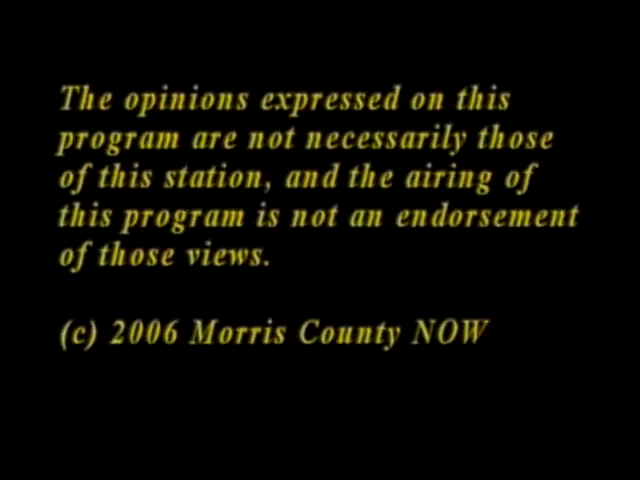 The opinions expressed on this
program are not necessarily those
of this station, and the airing of
this program is not an endorsement
of those views.
(c) 2006 Morris County NOW